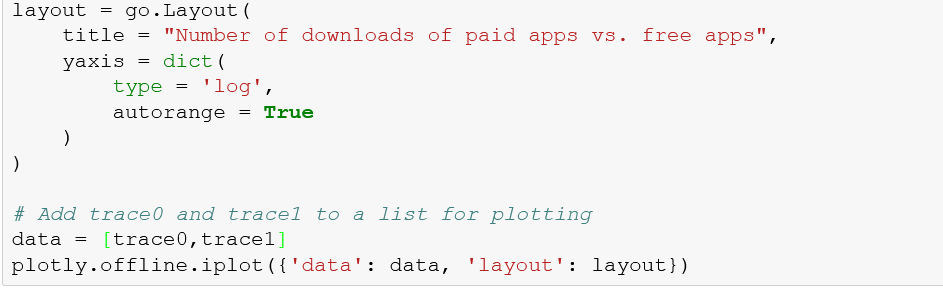 layout = go.Layout(
    title = "Number of downloads of paid apps vs. free apps",
    yaxis = dict(
        type = 'log',
        autorange = True
    )
)
# Add trace0 and trace1 to a list for plotting
data = [trace0,trace1]
plotly.offline.iplot({'data': data, 'layout': layout})